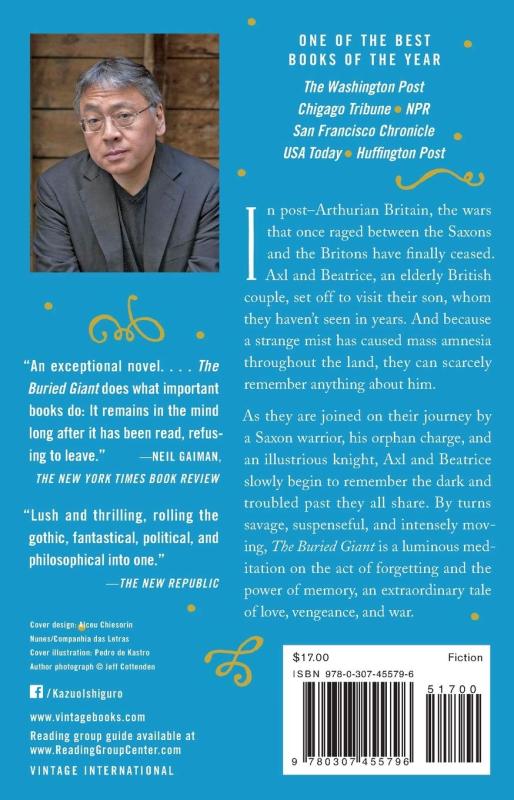 ONE OF THE BEST
BOOKS OF THE YEAR
The Washington Post
Chigago Tribune • NPR
San Francisco Chronicle
USA Today • Huffington Post
In post–Arthurian Britain, the wars
that once raged between the Saxons
and the Britons have finally ceased.
Axl and Beatrice, an elderly British
couple, set off to visit their son, whom
they haven't seen in years. And because
a strange mist has caused mass amnesia
throughout the land, they can scarcely
remember anything about him.
As they are joined on their journey by
a Saxon warrior, his orphan charge, and
an illustrious knight, Axl and Beatrice
slowly begin to remember the dark and
troubled past they all share. By turns
savage, suspenseful, and intensely mov-
ing, The Buried Giant is a luminous med-
itation on the act of forgetting and the
power of memory, an extraordinary tale
of love, vengeance, and war.
“An exceptional novel. . . . The
Buried Giant does what important
books do: It remains in the mind
long after it has been read, refus-
ing to leave.” —NEIL GAIMAN,
THE NEW YORK TIMES BOOK REVIEW
“Lush and thrilling, rolling the
gothic, fantastical, political, and
philosophical into one.”
—THE NEW REPUBLIC
Cover design: Alceu Chiesorin
Nunes/Companhia das Letras
Cover illustration: Pedro de Kastro
Author photograph © Jeff Cottenden
f /KazuoIshiguro
www.vintagebooks.com
Reading group guide available at
www.ReadingGroupCenter.com
VINTAGE INTERNATIONAL
$17.00 Fiction
ISBN 978-0-307-45579-6
51700
9 780307 455796